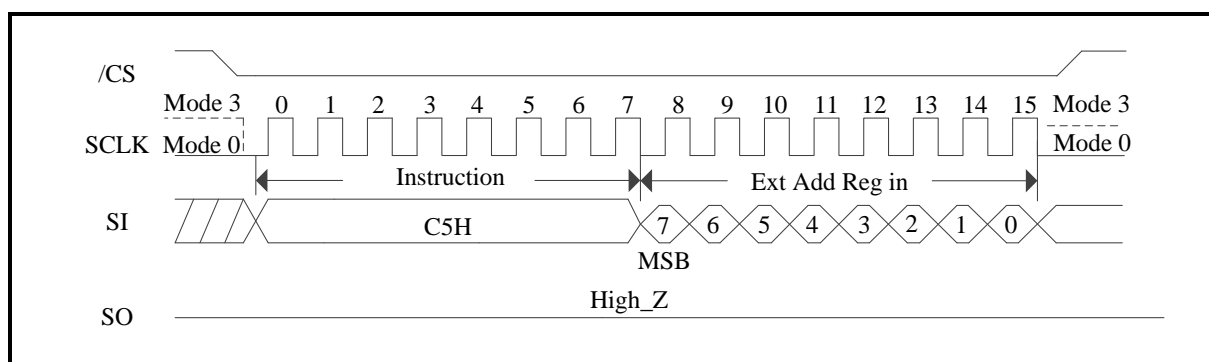 /CS
Mode 3 0 1 2 3 4 5 6 7 8 9 10 11 12 13 14 15 Mode 3
SCLK Mode 0 Mode 0
Instruction Ext Add Reg in
SI C5H 7 6 5 4 3 2 1 0
MSB
High_Z
SO